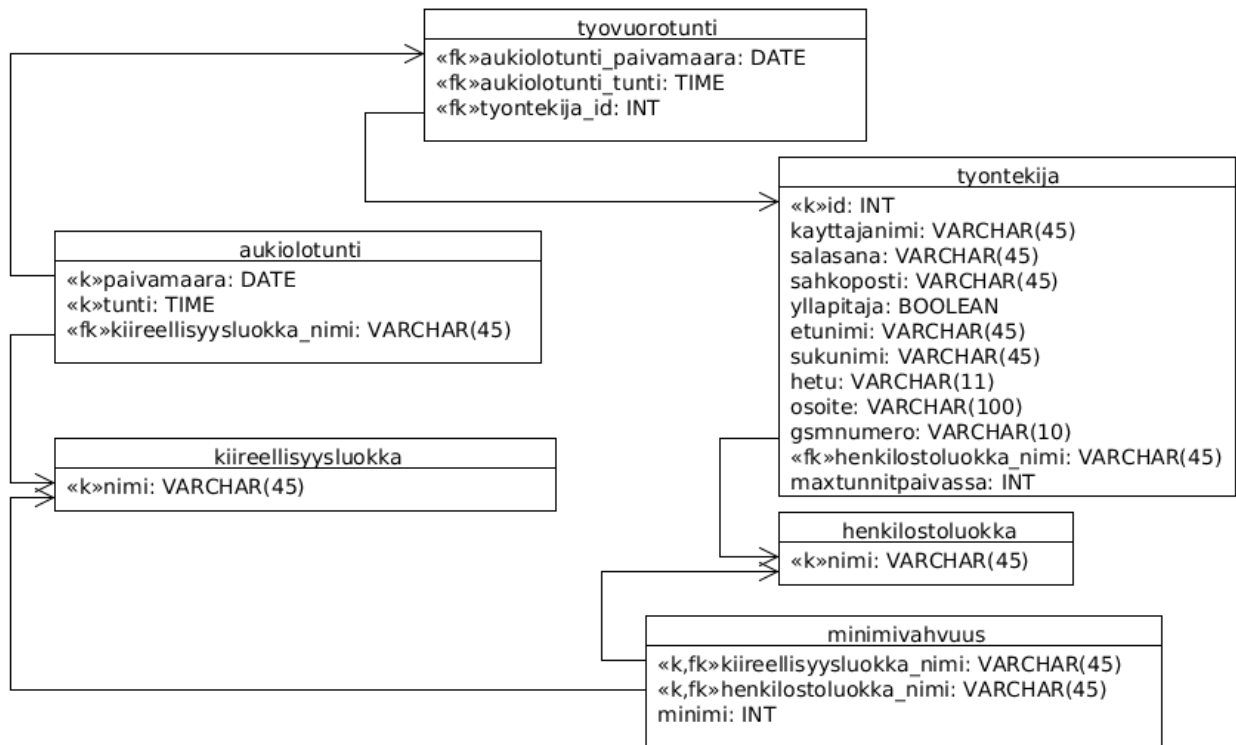 tyovuorotunti
«fk»aukiolotunti_paivamaara: DATE
«fk»aukiolotunti_tunti: TIME
«fk»tyontekija_id: INT
tyontekija
«k»id: INT
kayttajanimi: VARCHAR(45)
salasana: VARCHAR(45)
sahkoposti: VARCHAR(45)
yllapitaja: BOOLEAN
etunimi: VARCHAR(45)
sukunimi: VARCHAR(45)
hetu: VARCHAR(11)
osoite: VARCHAR(100)
gsmnumero: VARCHAR(10)
«fk»henkilostoluokka_nimi: VARCHAR(45)
maxtunnitpaivassa: INT
aukiolotunti
«k»paivamaara: DATE
«k»tunti: TIME
«fk»kiireellisyysluokka_nimi: VARCHAR(45)
kiireellisyysluokka
«k»nimi: VARCHAR(45)
henkilostoluokka
«k»nimi: VARCHAR(45)
minimivahvuus
«k,fk»kiireellisyysluokka_nimi: VARCHAR(45)
«k,fk»henkilostoluokka_nimi: VARCHAR(45)
minimi: INT